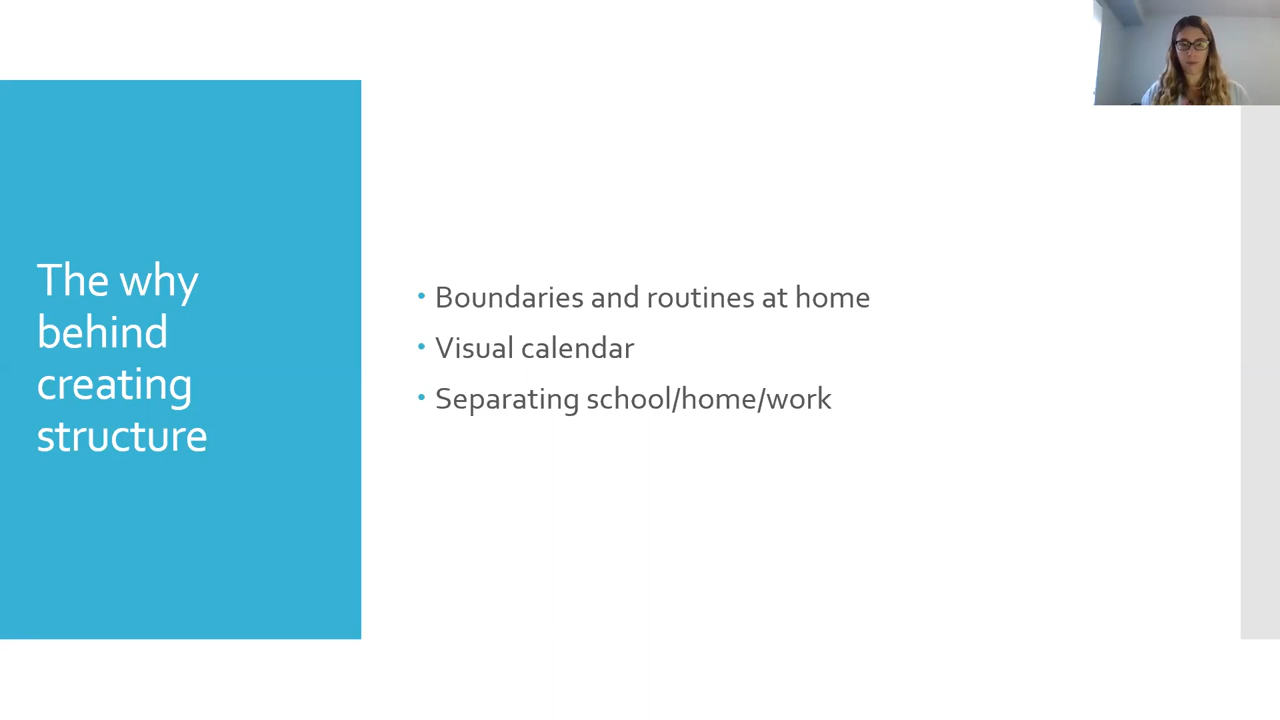 The why
behind
creating
structure
• Boundaries and routines at home
• Visual calendar
• Separating school/home/work